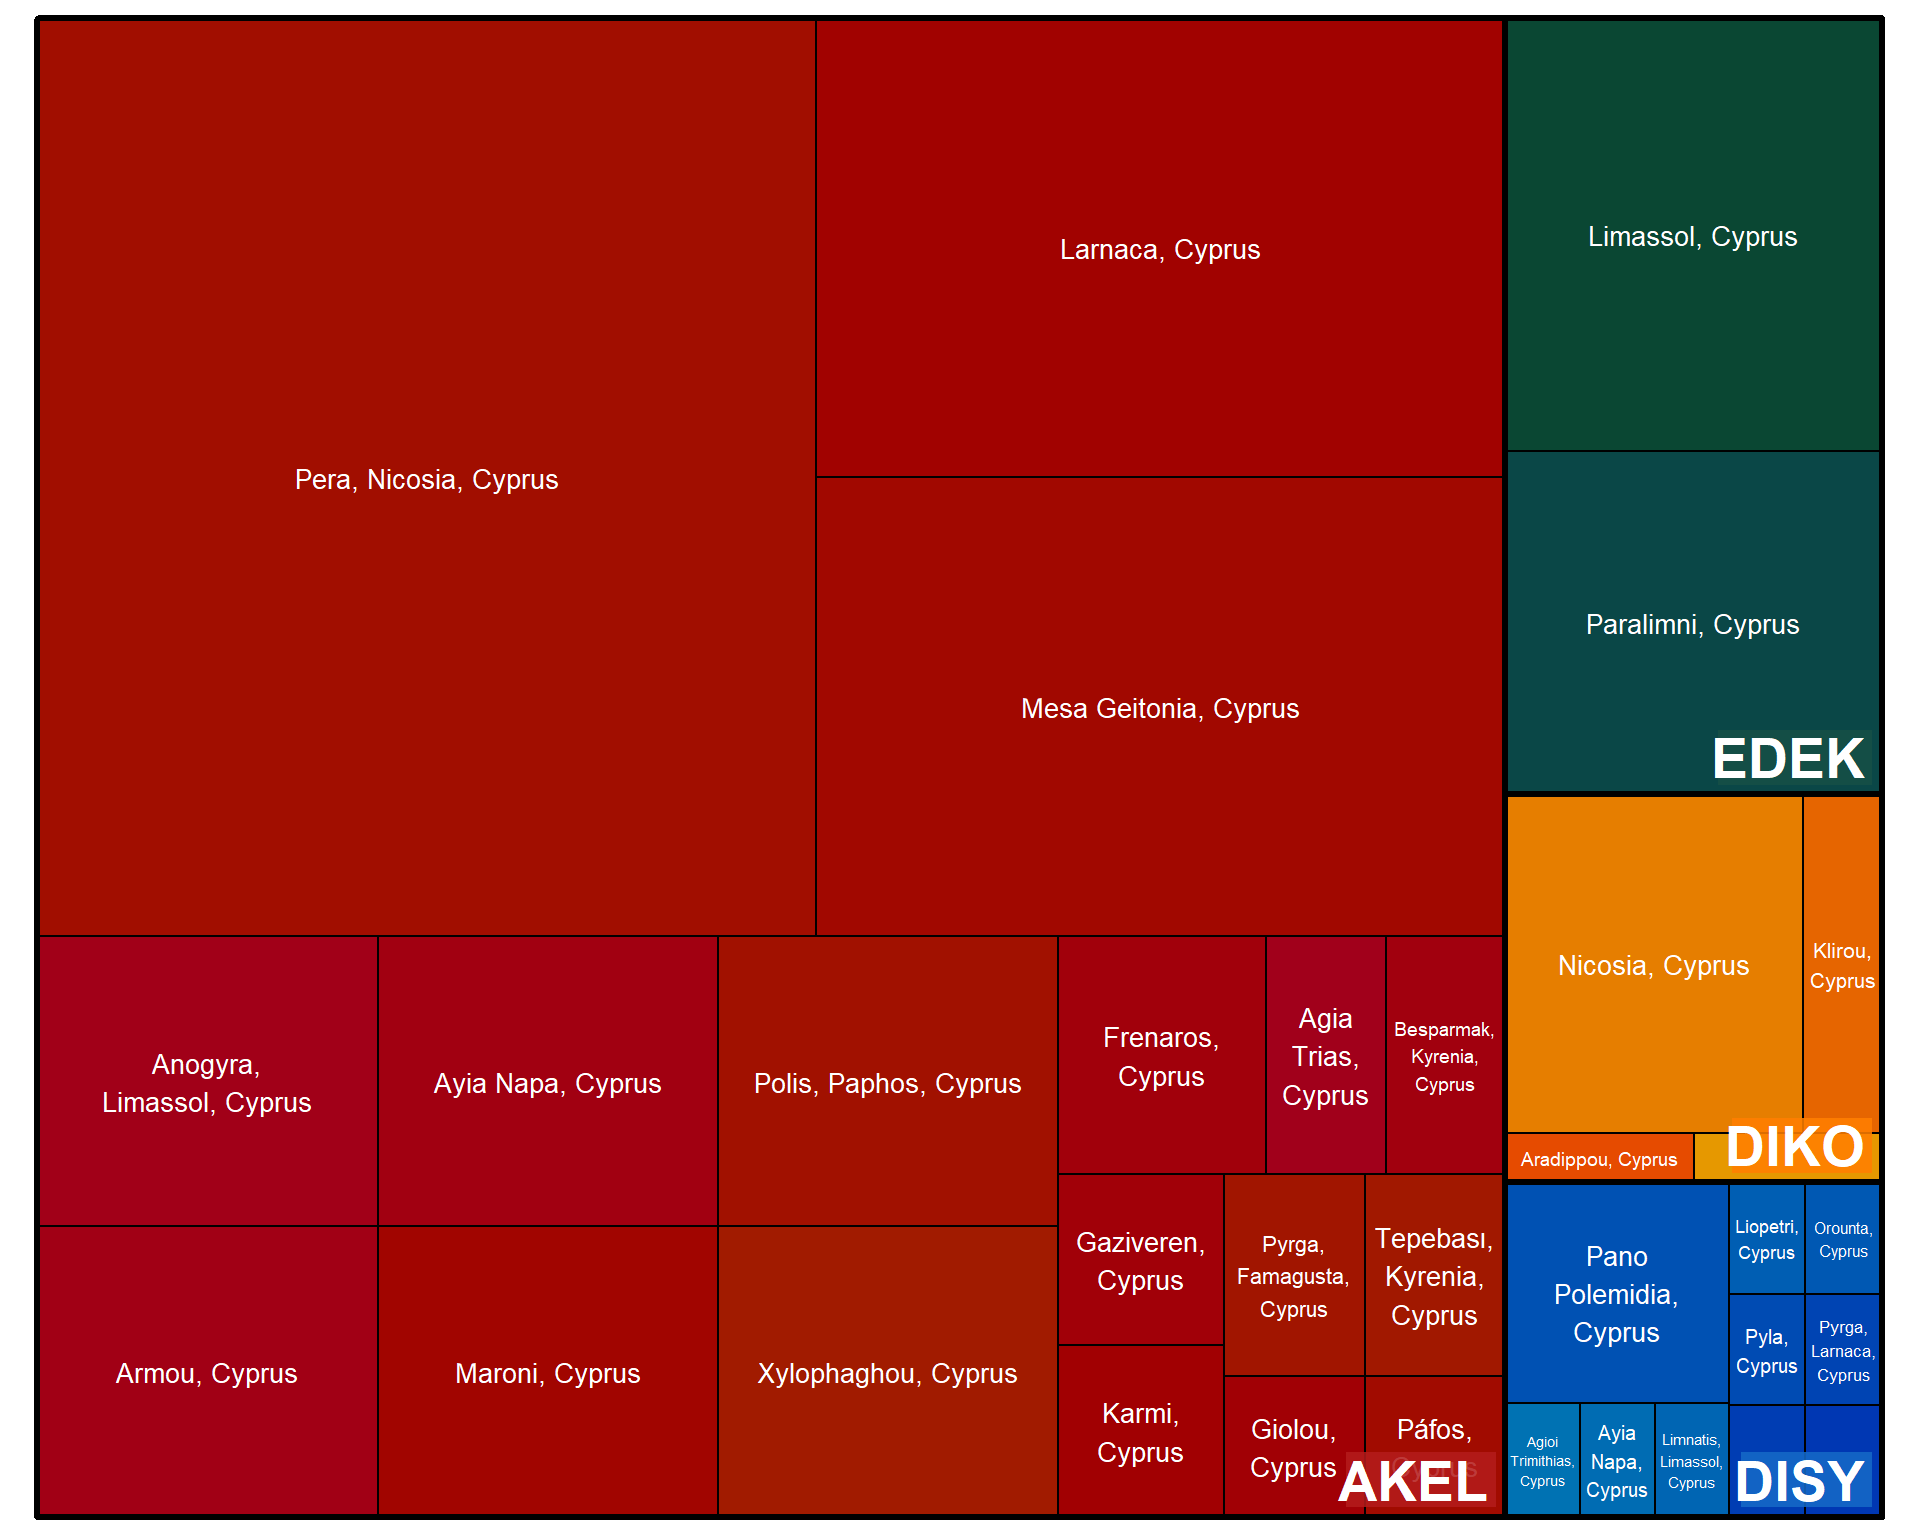 Pera, Nicosia, Cyprus
Larnaca, Cyprus
Mesa Geitonia, Cyprus
Anogyra,
Limassol, Cyprus
Ayia Napa, Cyprus
Polis, Paphos, Cyprus
Armou, Cyprus
Maroni, Cyprus
Xylophaghou, Cyprus
Frenaros,
Cyprus
Agia
Trias,
Cyprus
Besparmak,
Kyrenia,
Cyprus
Gaziveren,
Cyprus
Karmi,
Cyprus
Pyrga,
Famagusta,
Cyprus
Tepebası,
Kyrenia,
Cyprus
Giolou,
Cyprus
Páfos,
Cyprus
AKEL
Limassol, Cyprus
Paralimni, Cyprus
EDEK
Nicosia, Cyprus
Klirou,
Cyprus
Aradippou, Cyprus
DIKO
Pano
Polemidia,
Cyprus
Liopetri,
Cyprus
Orounta,
Cyprus
Pyla,
Cyprus
Pyrga,
Larnaca,
Cyprus
Agioi
Trimithias,
Cyprus
Ayia
Napa,
Cyprus
Limnatis,
Limassol,
Cyprus
DISY